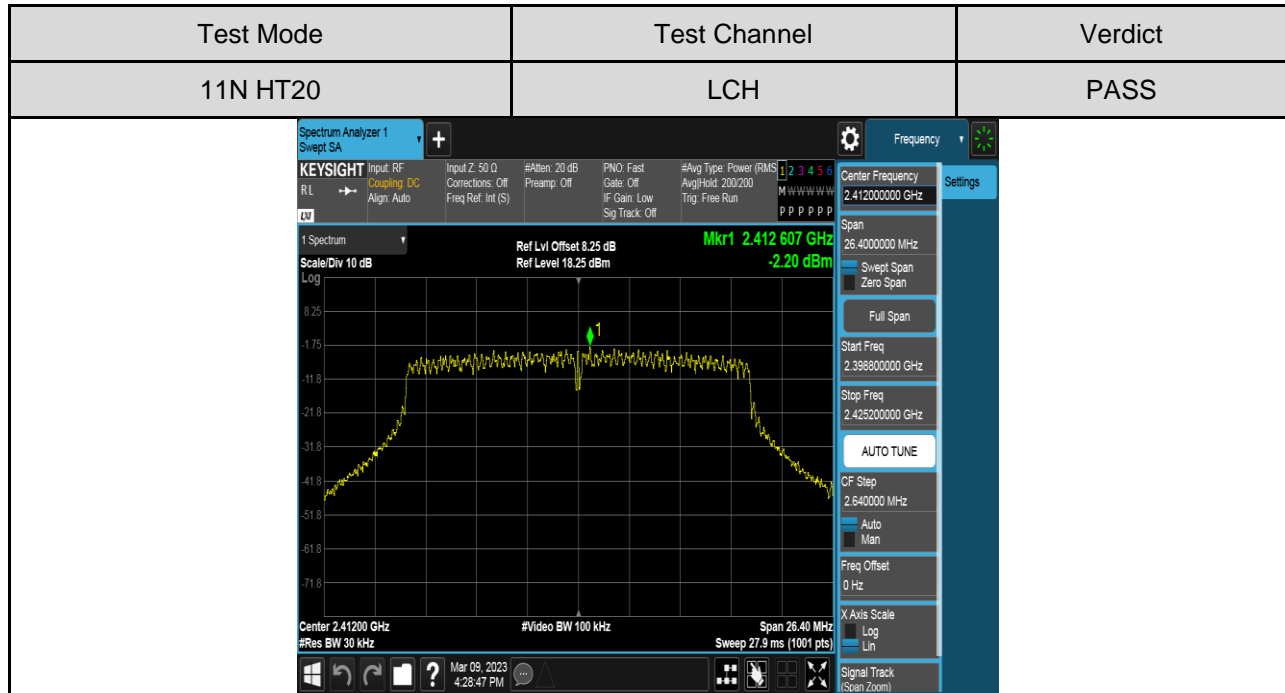 Test Mode Test Channel Verdict
11N HT20 LCH PASS
Spectrum Analyzer 1
Swept SA
+
Frequency
KEYSIGHT Input: RF Input Z: 50 Ω #Atten: 20 dB PNO: Fast #Avg Type: Power (RMS 1 2 3 4 5 6
RL Coupling: DC Corrections: Off Preamp: Off Gate: Off Avg|Hold: 200/200 M W W W W W
Align: Auto Freq Ref: Int (S) IF Gain: Low Trig: Free Run
LXI Sig Track: Off P P P P P P
1 Spectrum Ref Lvl Offset 8.25 dB Mkr1 2.412 607 GHz
Scale/Div 10 dB Ref Level 18.25 dBm -2.20 dBm
Log
8.25
1
-1.75
-11.8
-21.8
-31.8
-41.8
-51.8
-61.8
-71.8
Center 2.41200 GHz #Video BW 100 kHz Span 26.40 MHz
#Res BW 30 kHz Sweep 27.9 ms (1001 pts)
? Mar 09, 2023
4:28:47 PM
Center Frequency
2.412000000 GHz
Settings
Span
26.4000000 MHz
Swept Span
Zero Span
Full Span
Start Freq
2.398800000 GHz
Stop Freq
2.425200000 GHz
AUTO TUNE
CF Step
2.640000 MHz
Auto
Man
Freq Offset
0 Hz
X Axis Scale
Log
Lin
Signal Track
(Span Zoom)